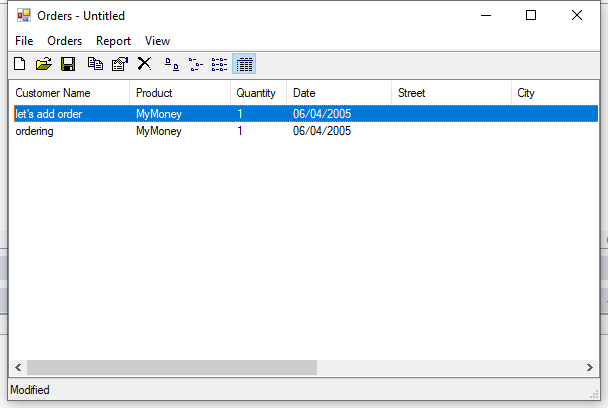 Orders - Untitled
File Orders Report View
Customer Name Product Quantity Date Street City
let's add order MyMoney 1 06/04/2005
ordering MyMoney 1 06/04/2005
Modified